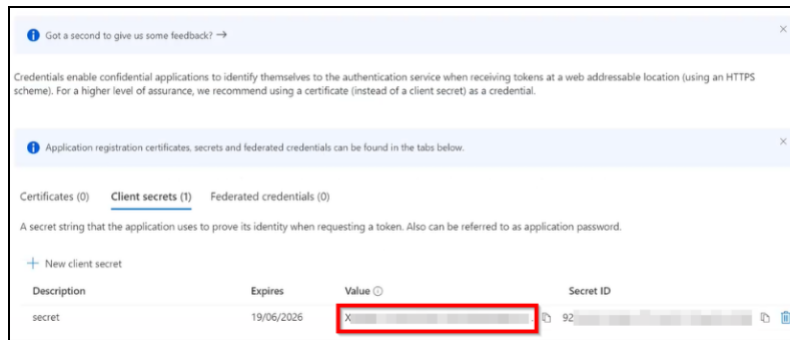 Got a second to give us some feedback? →
Credentials enable confidential applications to identify themselves to the authentication service when receiving tokens at a web addressable location (using an HTTPS
scheme). For a higher level of assurance, we recommend using a certificate (instead of a client secret) as a credential.
Application registration certificates, secrets and federated credentials can be found in the tabs below.
Certificates (0) Client secrets (1) Federated credentials (0)
A secret string that the application uses to prove its identity when requesting a token. Also can be referred to as application password.
+ New client secret
Description Expires Value Secret ID
secret 19/06/2026 X . 92